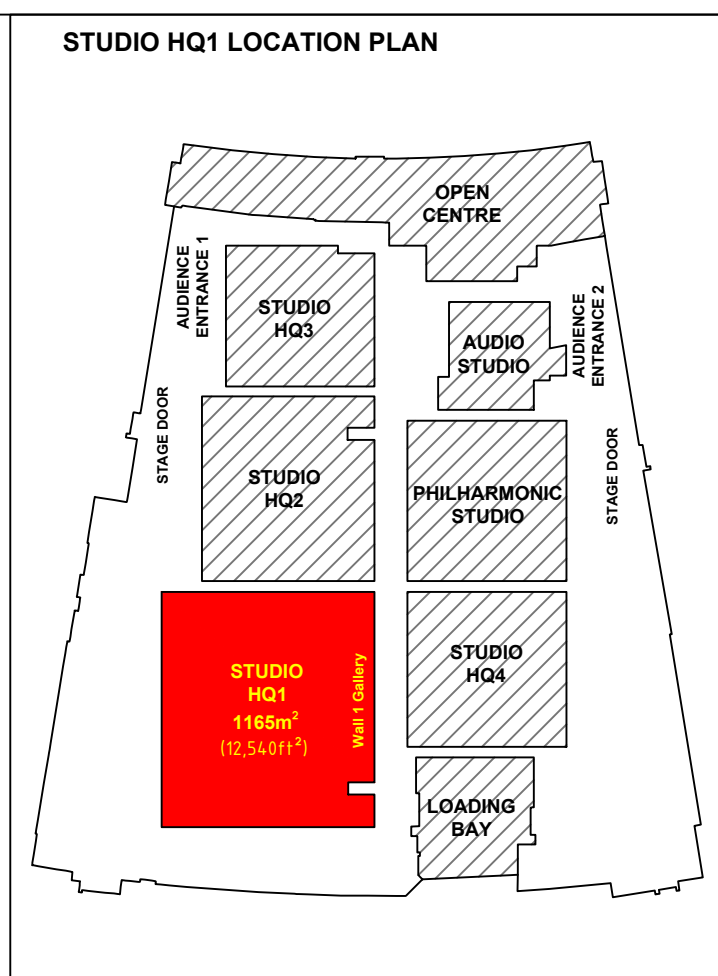 STUDIO HQ1 LOCATION PLAN
OPEN
CENTRE
AUDIENCE
ENTRANCE 1
STUDIO
HQ3
AUDIO
STUDIO
AUDIENCE
ENTRANCE 2
STAGE DOOR
STUDIO
HQ2
PHILHARMONIC
STUDIO
STAGE DOOR
STUDIO
HQ1
1165m²
(12,540ft²)
Wall 1 Gallery
STUDIO
HQ4
LOADING
BAY